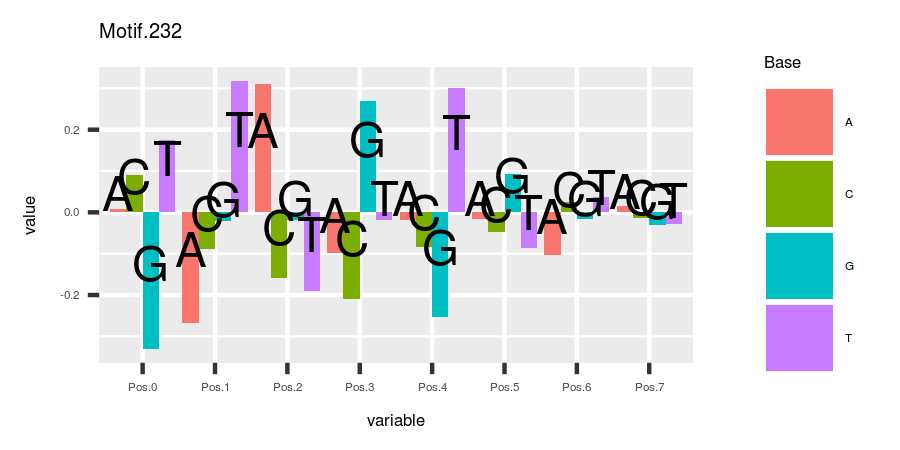 Motif.232
Base
A
C
G
T
value
0.2
0.0
-0.2
A C G T A C G T A C G T A C G T A C G T A C G T A C G T A C G T
Pos.0 Pos.1 Pos.2 Pos.3 Pos.4 Pos.5 Pos.6 Pos.7
variable